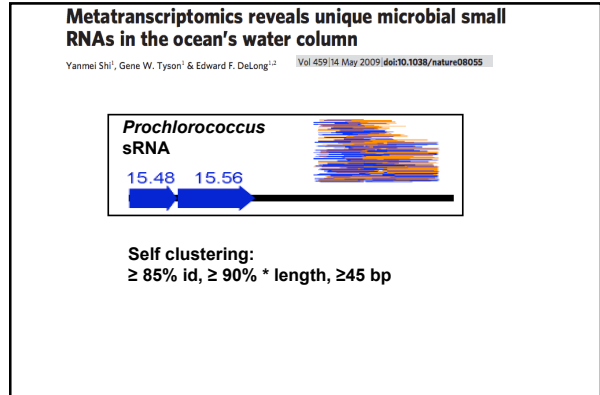 Metatranscriptomics reveals unique microbial small
RNAs in the ocean's water column
Yanmei Shi¹, Gene W. Tyson¹ & Edward F. DeLong¹,² Vol 459|14 May 2009|doi:10.1038/nature08055
Prochlorococcus
sRNA
15.48 15.56
Self clustering:
≥ 85% id, ≥ 90% * length, ≥45 bp